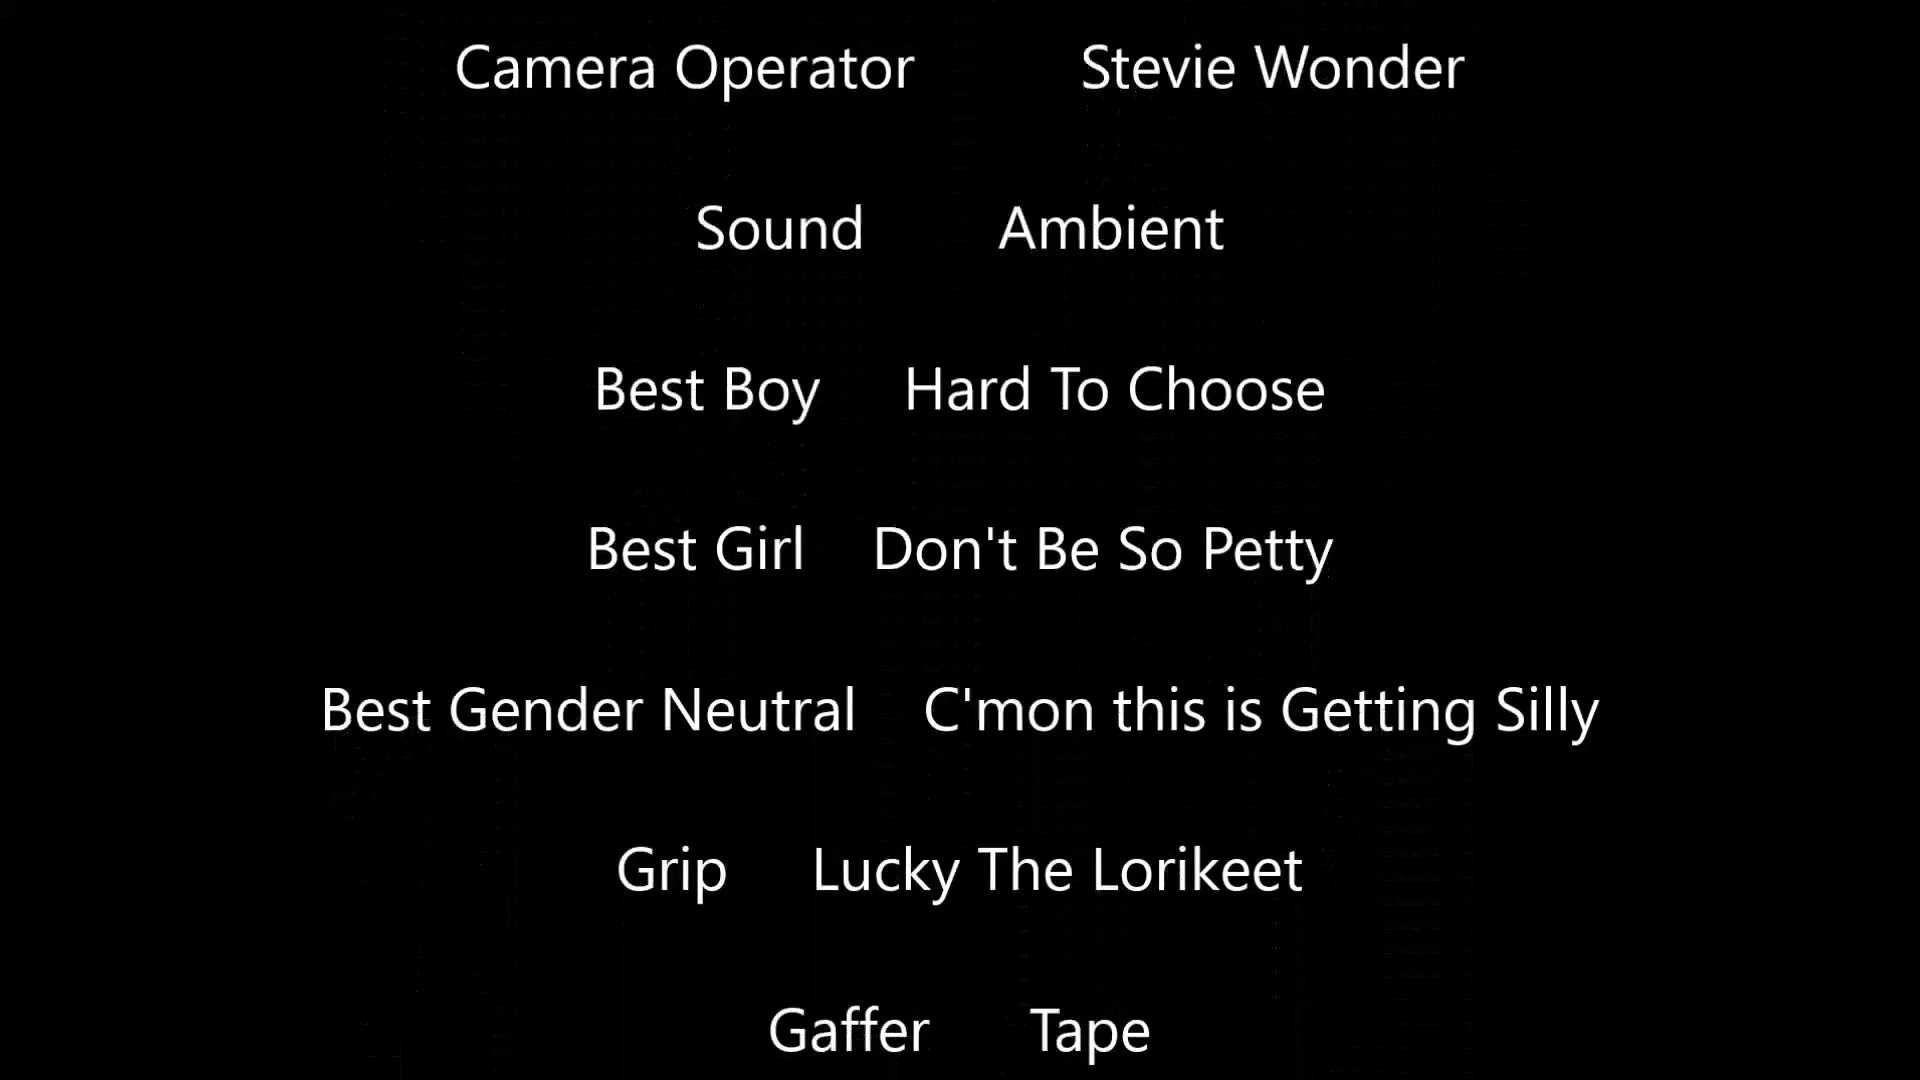 Camera Operator Stevie Wonder
Sound Ambient
Best Boy Hard To Choose
Best Girl Don't Be So Petty
Best Gender Neutral C'mon this is Getting Silly
Grip Lucky The Lorikeet
Gaffer Tape